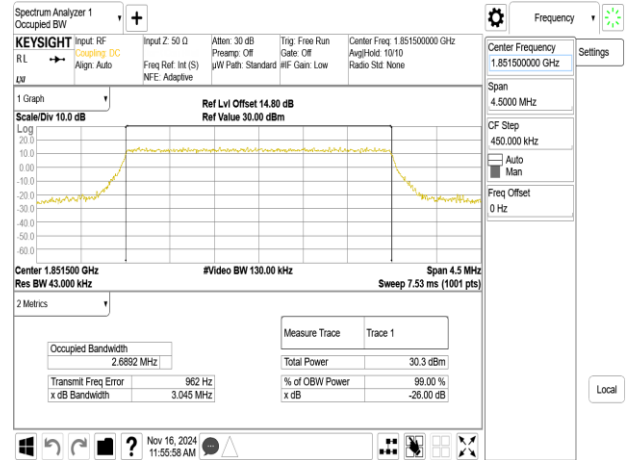 Spectrum Analyzer 1
Occupied BW
Frequency
KEYSIGHT
RL
LXI
Input: RF
Coupling: DC
Align: Auto
Input Z: 50 Ω
Freq Ref: Int (S)
NFE: Adaptive
Atten: 30 dB
Preamp: Off
µW Path: Standard
Trig: Free Run
Gate: Off
#IF Gain: Low
Center Freq: 1.851500000 GHz
Avg|Hold: 10/10
Radio Std: None
Center Frequency
1.851500000 GHz
Settings
Span
4.5000 MHz
CF Step
450.000 kHz
Auto
Man
Freq Offset
0 Hz
Local
1 Graph
Scale/Div 10.0 dB
Ref Lvl Offset 14.80 dB
Ref Value 30.00 dBm
Log
20.0
10.0
0.00
-10.0
-20.0
-30.0
-40.0
-50.0
-60.0
Center 1.851500 GHz
#Video BW 130.00 kHz
Span 4.5 MHz
Res BW 43.000 kHz
Sweep 7.53 ms (1001 pts)
2 Metrics
Measure Trace Trace 1
Occupied Bandwidth
2.6892 MHz
Total Power 30.3 dBm
Transmit Freq Error 962 Hz
% of OBW Power 99.00 %
x dB Bandwidth 3.045 MHz
x dB -26.00 dB
?
Nov 16, 2024
11:55:58 AM